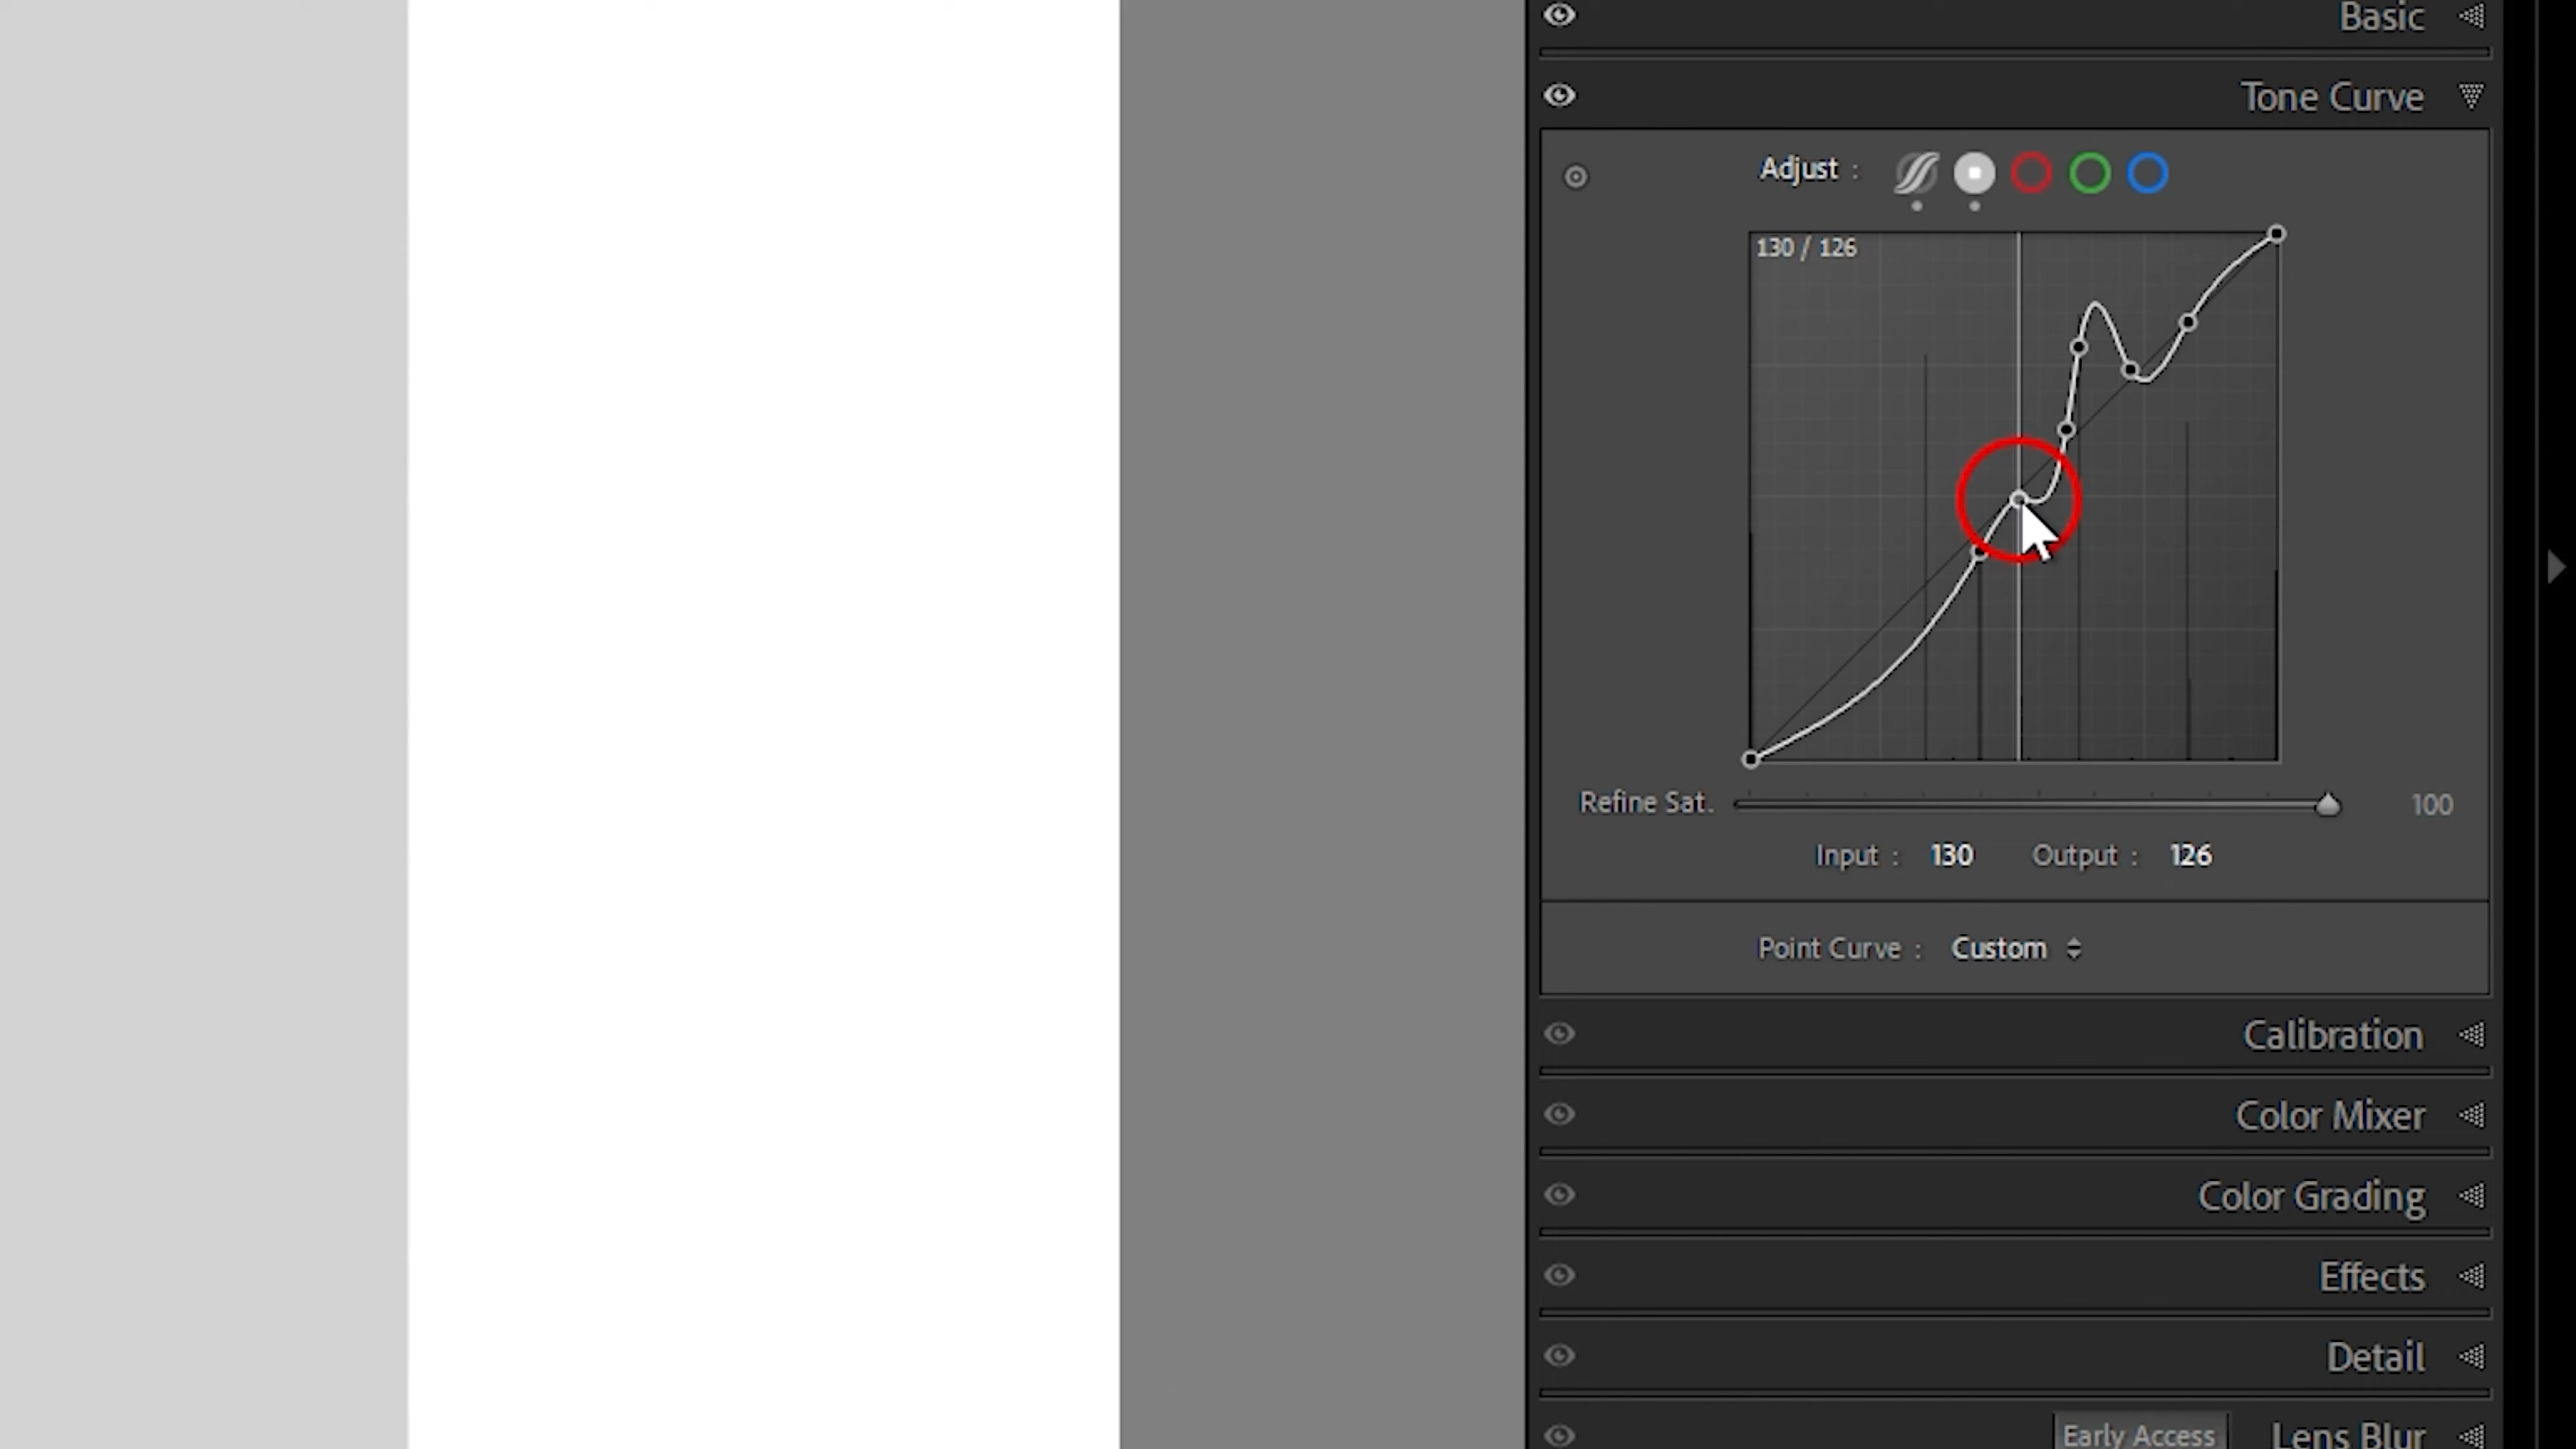 Basic
Tone Curve
Adjust :
130 / 126
Refine Sat. 100
Input : 130 Output : 126
Point Curve : Custom
Calibration
Color Mixer
Color Grading
Effects
Detail
Early Access Lens Blur